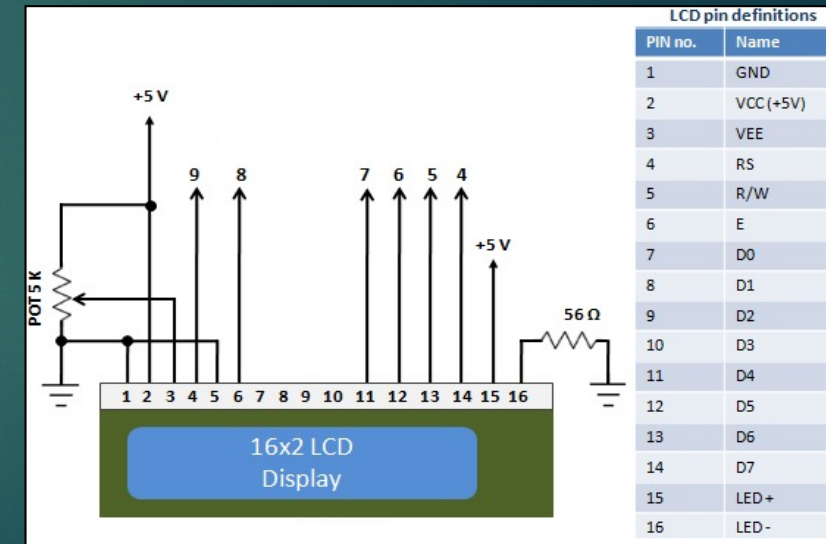 +5 V
9 8 7 6 5 4
+5 V
POT 5 K
56 Ω
1 2 3 4 5 6 7 8 9 10 11 12 13 14 15 16
16x2 LCD
Display
LCD pin definitions
PIN no. Name
1 GND
2 VCC (+5V)
3 VEE
4 RS
5 R/W
6 E
7 D0
8 D1
9 D2
10 D3
11 D4
12 D5
13 D6
14 D7
15 LED+
16 LED-